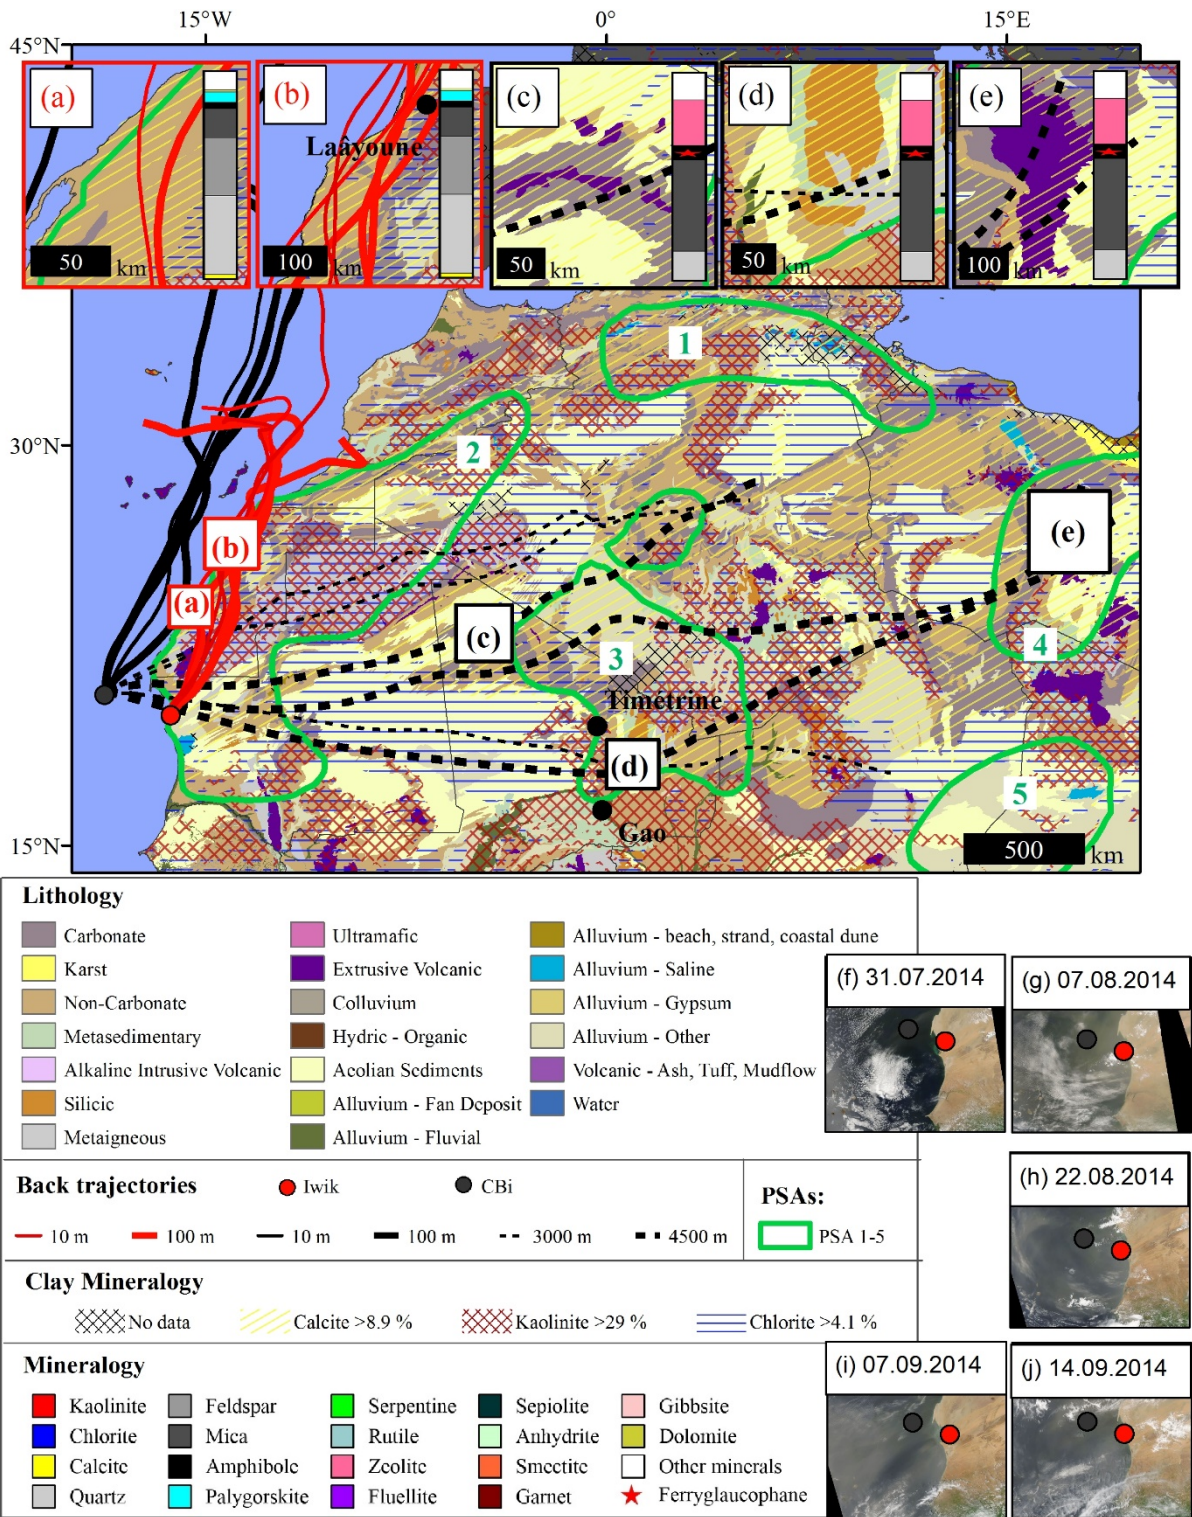 15°W 0° 15°E
45°N
(a) (b) (c) (d) (e)
Laâyoune
50 km 100 km 50 km 50 km 100 km
1
30°N
2
(e)
(b)
(a)
(c)
3
4
Timétrine
(d)
5
Gao
15°N
500 km
Lithology
Carbonate Ultramafic Alluvium - beach, strand, coastal dune
Karst Extrusive Volcanic Alluvium - Saline
Non-Carbonate Colluvium Alluvium - Gypsum
Metasedimentary Hydric - Organic Alluvium - Other
Alkaline Intrusive Volcanic Aeolian Sediments Volcanic - Ash, Tuff, Mudflow
Silicic Alluvium - Fan Deposit Water
Metaigneous Alluvium - Fluvial
(f) 31.07.2014 (g) 07.08.2014
Back trajectories Iwik CBi
10 m 100 m 10 m 100 m 3000 m 4500 m
PSAs:
PSA 1-5
(h) 22.08.2014
Clay Mineralogy
No data Calcite >8.9 % Kaolinite >29 % Chlorite >4.1 %
Mineralogy
Kaolinite Feldspar Serpentine Sepiolite Gibbsite
Chlorite Mica Rutile Anhydrite Dolomite
Calcite Amphibole Zeolite Smectite Other minerals
Quartz Palygorskite Fluellite Garnet Ferryglaucophane
(i) 07.09.2014 (j) 14.09.2014